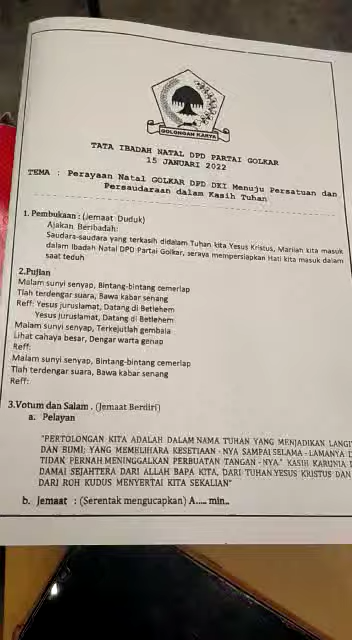 GOLONGAN KARYA
TATA IBADAH NATAL DPD PARTAI GOLKAR
15 JANUARI 2022
TEMA : Perayaan Natal GOLKAR DPD DKI Menuju Persatuan dan
Persaudaraan dalam Kasih Tuhan
1. Pembukaan : (Jemaat Duduk)
Ajakan Beribadah:
Saudara-saudara yang terkasih didalam Tuhan kita Yesus Kristus, Marilah kita masuk
dalam Ibadah Natal DPD Partai Golkar, seraya mempersiapkan Hati kita masuk dalam
saat teduh
2.Pujian
Malam sunyi senyap, Bintang-bintang cemerlap
Tlah terdengar suara, Bawa kabar senang
Reff: Yesus juruslamat, Datang di Betlehem
Yesus juruslamat, Datang di Betlehem
Malam sunyi senyap, Terkejutlah gembala
Lihat cahaya besar, Dengar warta genap
Reff:
Malam sunyi senyap, Bintang-bintang cemerlap
Tlah terdengar suara, Bawa kabar senang
Reff:
3.Votum dan Salam . (Jemaat Berdiri)
a. Pelayan
"PERTOLONGAN KITA ADALAH DALAM NAMA TUHAN YANG MENJADIKAN LANGI
DAN BUMI; YANG MEMELIHARA KESETIAAN - NYA SAMPAI SELAMA - LAMANYA D
TIDAK PERNAH MENINGGALKAN PERBUATAN TANGAN - NYA." KASIH KARUNIA D
DAMAI SEJAHTERA DARI ALLAH BAPA KITA, DARI TUHAN YESUS KRISTUS DAN
DARI ROH KUDUS MENYERTAI KITA SEKALIAN"
b. Jemaat : (Serentak mengucapkan) A..... min..